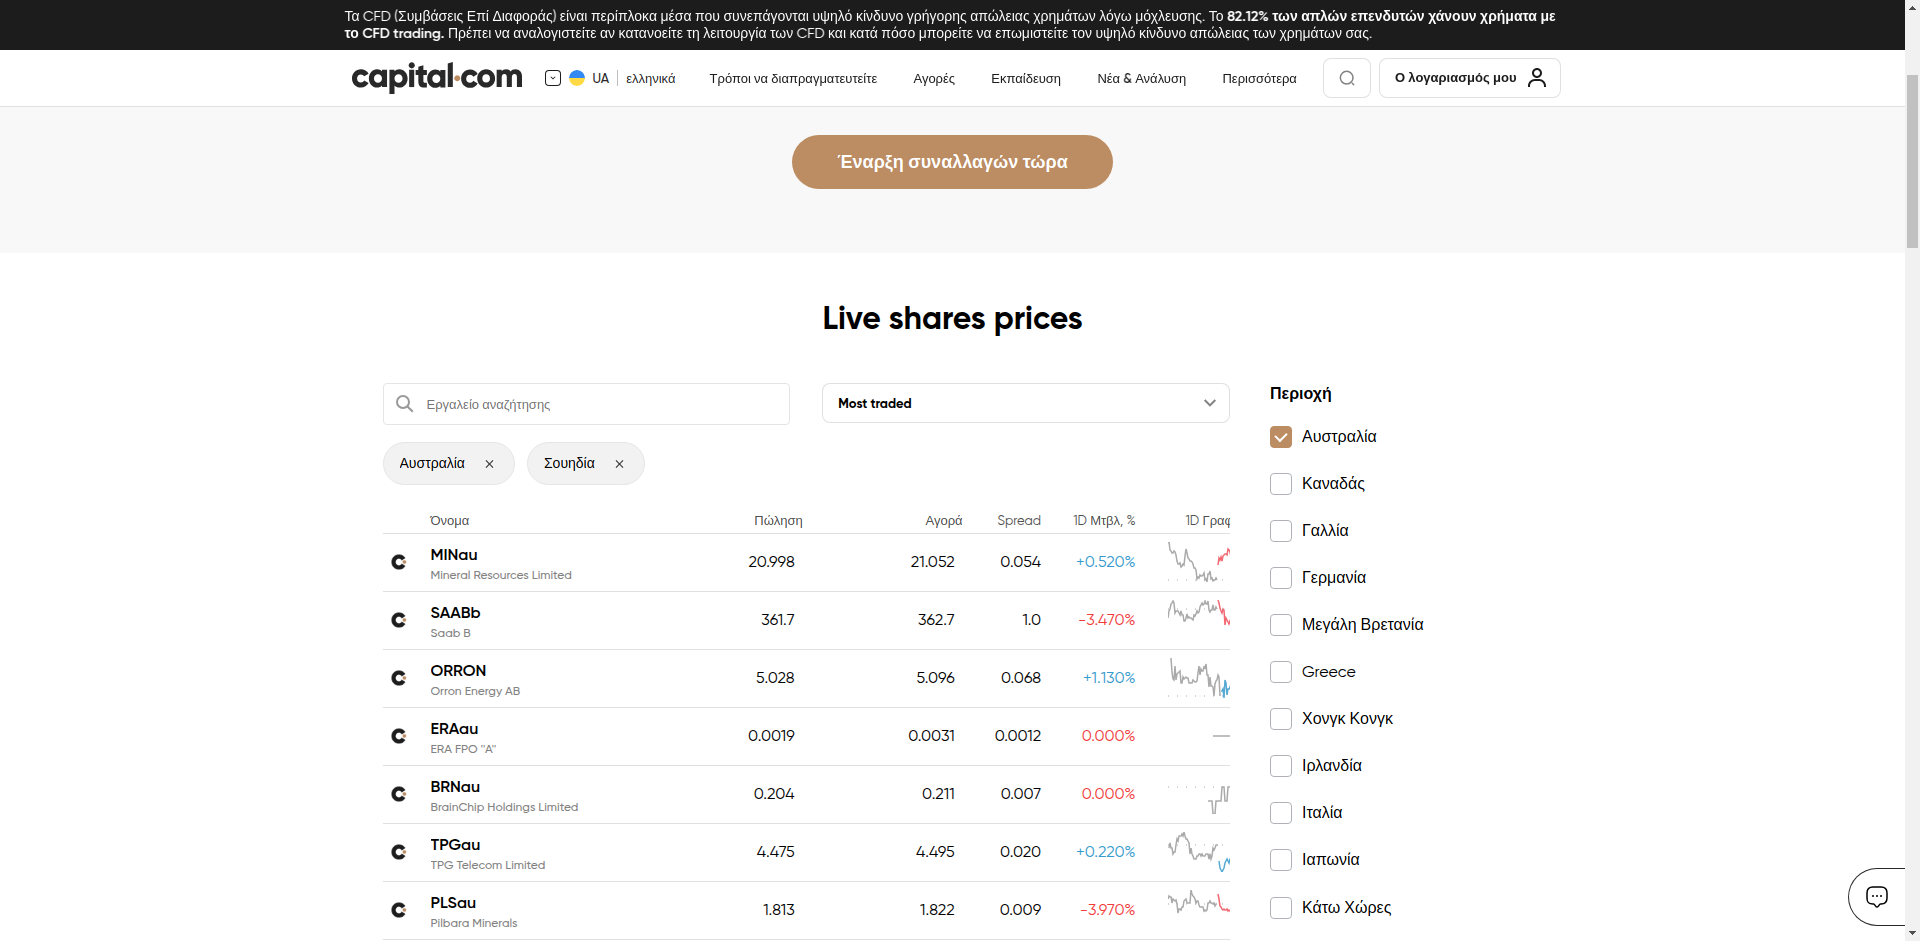 Τα CFD (Συμβάσεις Επί Διαφοράς) είναι περίπλοκα μέσα που συνεπάγονται υψηλό κίνδυνο γρήγορης απώλειας χρημάτων λόγω μόχλευσης. Το 82.12% των απλών επενδυτών χάνουν χρήματα με
το CFD trading. Πρέπει να αναλογιστείτε αν κατανοείτε τη λειτουργία των CFD και κατά πόσο μπορείτε να επωμιστείτε τον υψηλό κίνδυνο απώλειας των χρημάτων σας.
capital.com UA ελληνικά Τρόποι να διαπραγματευτείτε Αγορές Εκπαίδευση Νέα & Ανάλυση Περισσότερα Ο λογαριασμός μου
Έναρξη συναλλαγών τώρα
Live shares prices
Εργαλείο αναζήτησης
Most traded
Αυστραλία
Σουηδία
Όνομα Πώληση Αγορά Spread 1D Μτβλ, % 1D Γραφ
MINau 20.998 21.052 0.054 +0.520%
Mineral Resources Limited
SAABb 361.7 362.7 1.0 -3.470%
Saab B
ORRON 5.028 5.096 0.068 +1.130%
Orron Energy AB
ERAau 0.0019 0.0031 0.0012 0.000%
ERA FPO "A"
BRNau 0.204 0.211 0.007 0.000%
BrainChip Holdings Limited
TPGau 4.475 4.495 0.020 +0.220%
TPG Telecom Limited
PLSau 1.813 1.822 0.009 -3.970%
Pilbara Minerals
Περιοχή
Αυστραλία
Καναδάς
Γαλλία
Γερμανία
Μεγάλη Βρετανία
Greece
Χονγκ Κονγκ
Ιρλανδία
Ιταλία
Ιαπωνία
Κάτω Χώρες